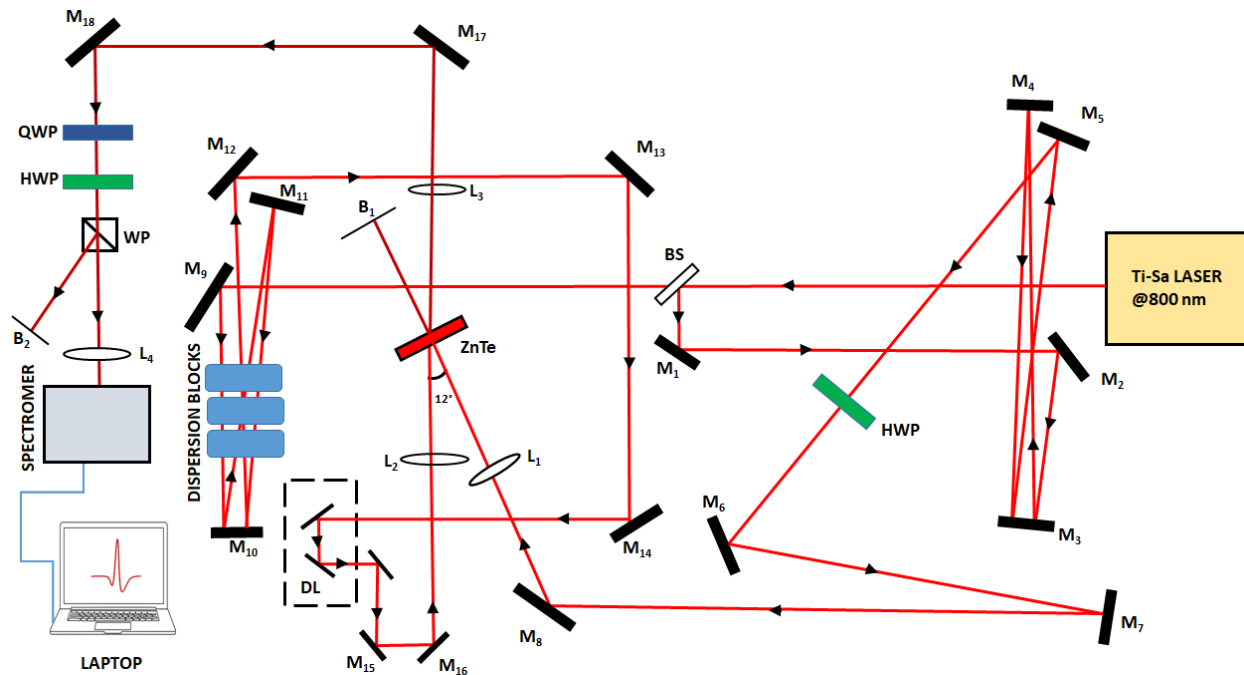 M18
M17
M4
M5
QWP
M12
M13
HWP
M11
L3
B1
WP
BS
Ti-Sa LASER
@800 nm
M9
ZnTe
B2
L4
M1
M2
12°
SPECTROMER
DISPERSION BLOCKS
HWP
L2
L1
M6
M10
M14
M3
DL
M8
M7
M15
M16
LAPTOP